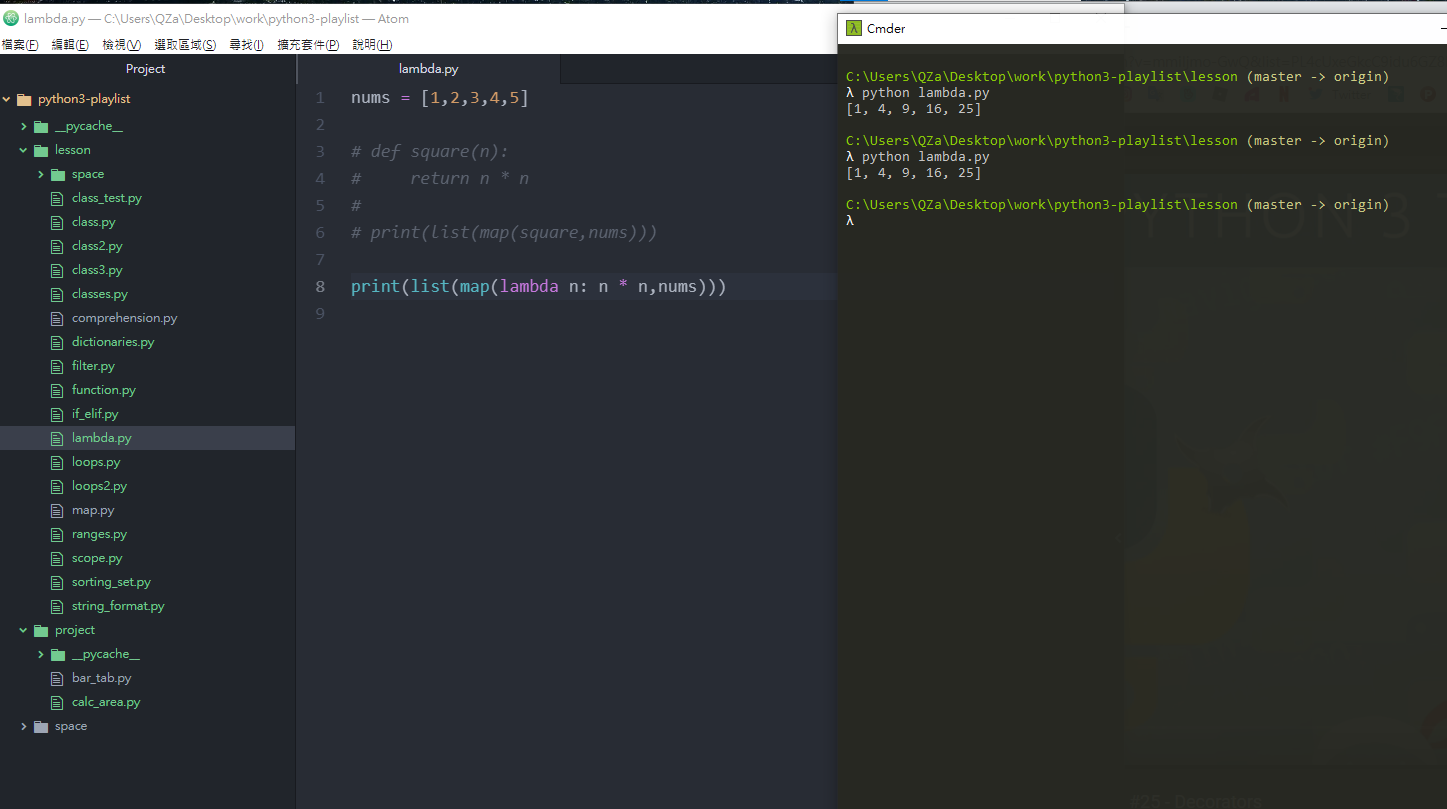 lambda.py — C:\Users\QZa\Desktop\work\python3-playlist — Atom
檔案(F) 編輯(E) 檢視(V) 選取區域(S) 尋找(I) 擴充套件(P) 說明(H)
Project
python3-playlist
__pycache__
lesson
space
class_test.py
class.py
class2.py
class3.py
classes.py
comprehension.py
dictionaries.py
filter.py
function.py
if_elif.py
lambda.py
loops.py
loops2.py
map.py
ranges.py
scope.py
sorting_set.py
string_format.py
project
__pycache__
bar_tab.py
calc_area.py
space
lambda.py
1 nums = [1,2,3,4,5]
2
3 # def square(n):
4 #     return n * n
5 #
6 # print(list(map(square,nums)))
7
8 print(list(map(lambda n: n * n,nums)))
9
Cmder
C:\Users\QZa\Desktop\work\python3-playlist\lesson (master -> origin)
λ python lambda.py
[1, 4, 9, 16, 25]
C:\Users\QZa\Desktop\work\python3-playlist\lesson (master -> origin)
λ python lambda.py
[1, 4, 9, 16, 25]
C:\Users\QZa\Desktop\work\python3-playlist\lesson (master -> origin)
λ
YTHON 3
#25 - Decorators